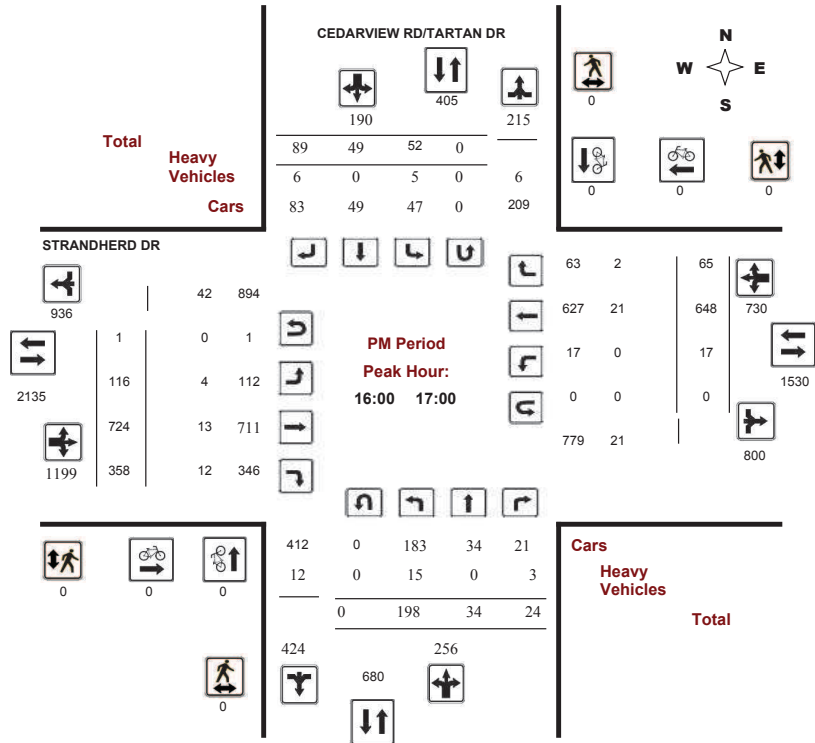 CEDARVIEW RD/TARTAN DR
N
W E
S
405
0
190 215
Total 89 49 52 0
Heavy
Vehicles
6 0 5 0 6
Cars 83 49 47 0 209
0 0 0
STRANDHERD DR
936
42 894
63 2 65
730
627 21 648
1 0 1
PM Period
Peak Hour:
16:00 17:00
2135
17 0 17
1530
116 4 112
0 0 0
724 13 711
779 21
800
1199
358 12 346
412 0 183 34 21 Cars
12 0 15 0 3 Heavy
Vehicles
0 198 34 24 Total
0 0 0
424 256
680
0